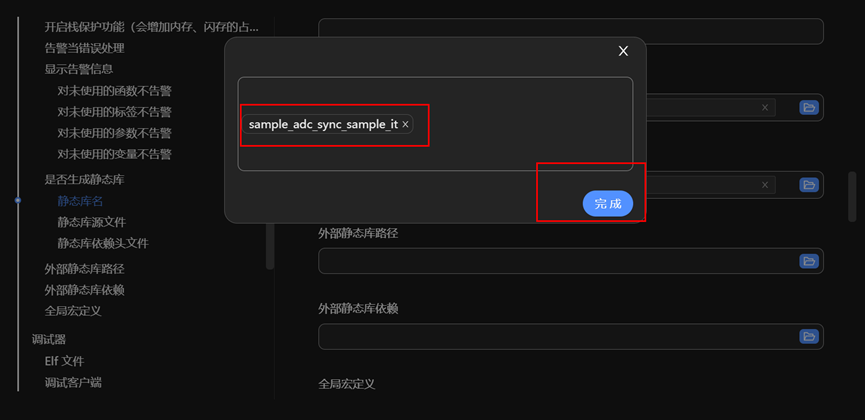 开启栈保护功能（会增加内存、闪存的占...
告警当错误处理
显示告警信息
对未使用的函数不告警
对未使用的标签不告警
对未使用的参数不告警
对未使用的变量不告警
是否生成静态库
静态库名
静态库源文件
静态库依赖头文件
外部静态库路径
外部静态库依赖
全局宏定义
调试器
Elf 文件
调试客户端
X
sample_adc_sync_sample_it ×
完成
×
×
外部静态库路径
外部静态库依赖
全局宏定义